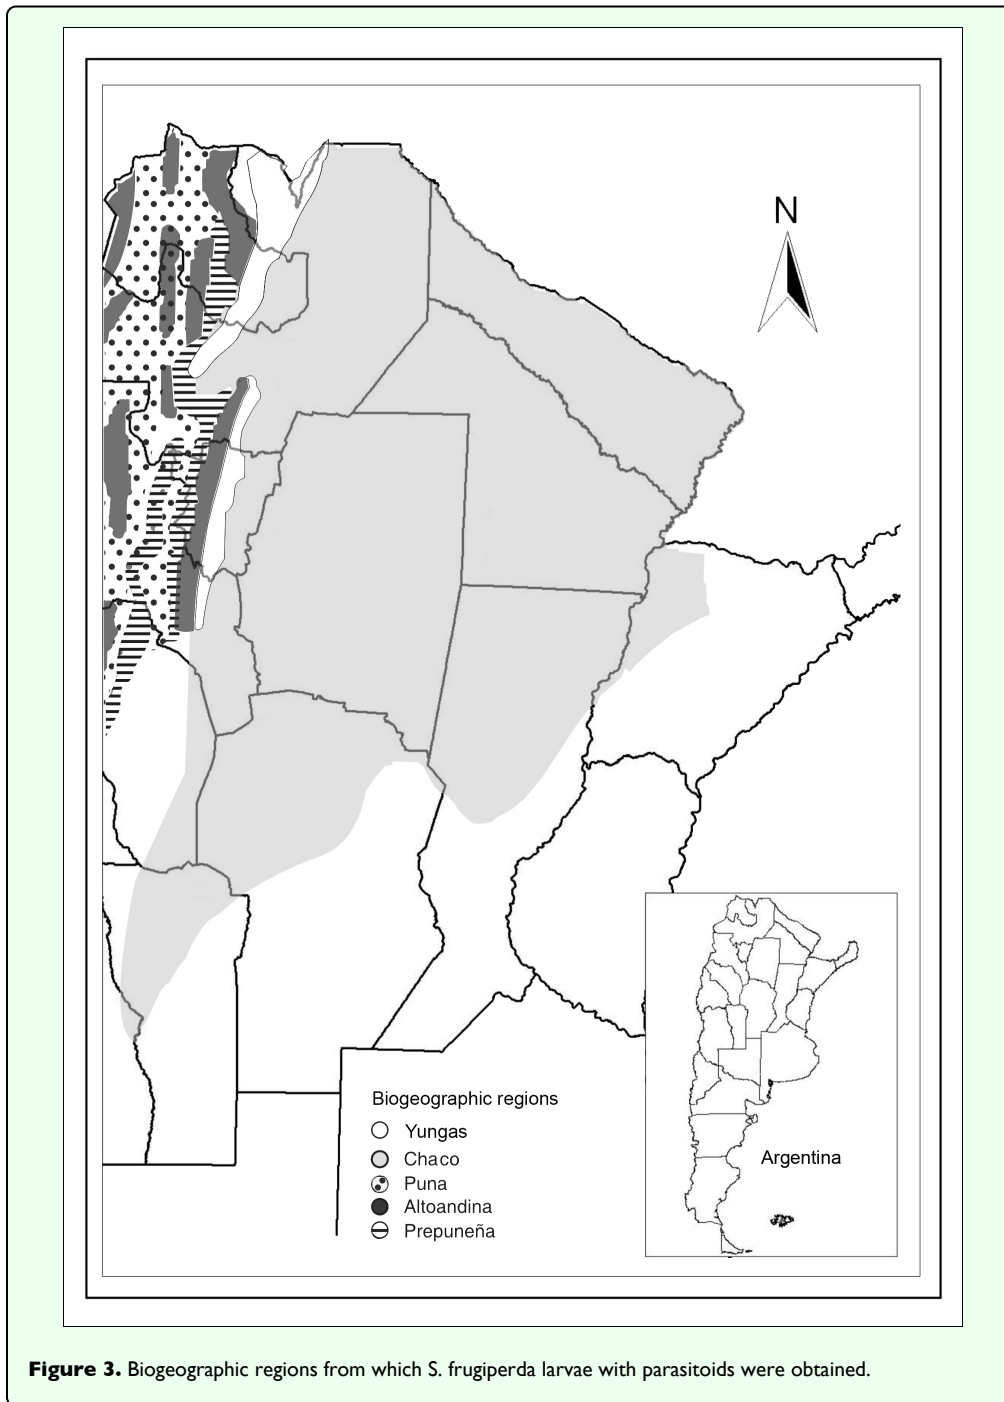 N
Biogeographic regions
Yungas
Chaco
Puna
Altoandina
Prepuneña
Argentina
Figure 3. Biogeographic regions from which S. frugiperda larvae with parasitoids were obtained.